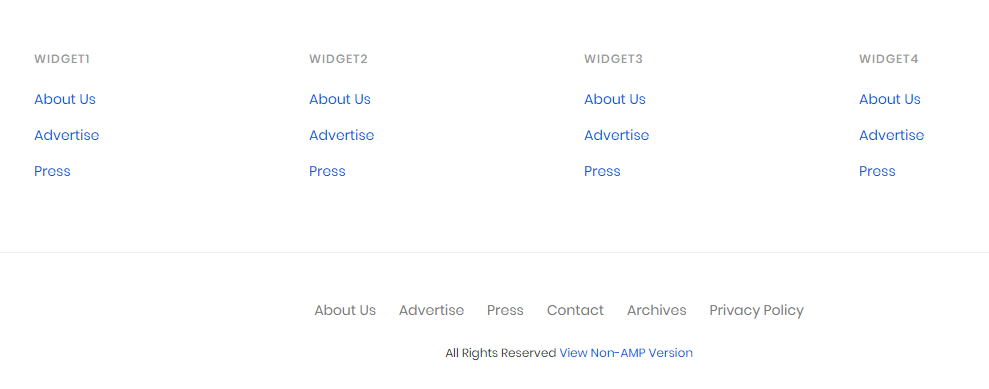 WIDGET1 WIDGET2 WIDGET3 WIDGET4
About Us About Us About Us About Us
Advertise Advertise Advertise Advertise
Press Press Press Press
About Us Advertise Press Contact Archives Privacy Policy
All Rights Reserved View Non-AMP Version